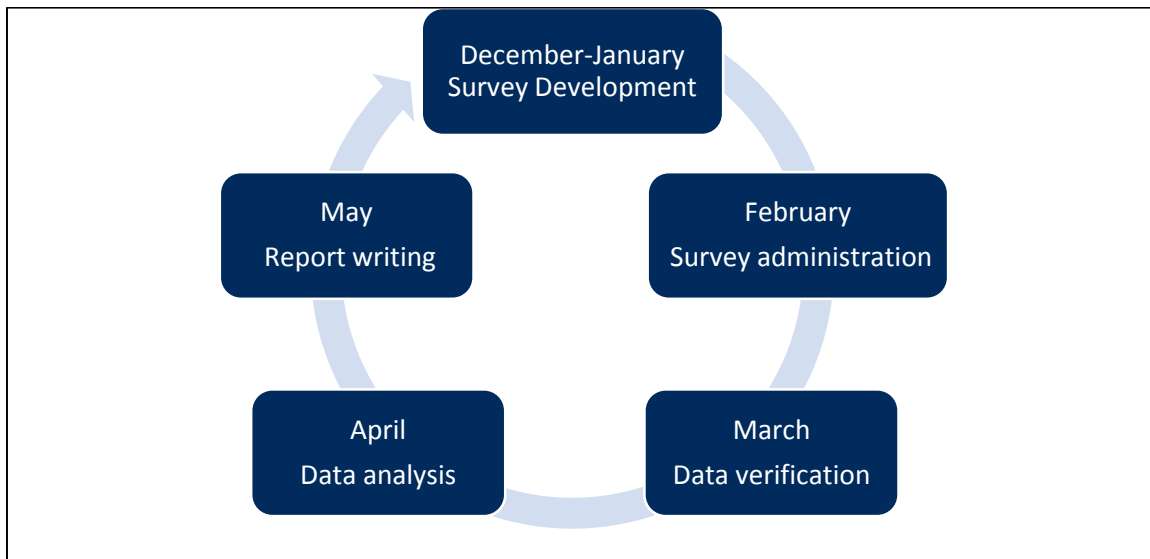 December-January
Survey Development
February
Survey administration
March
Data verification
April
Data analysis
May
Report writing